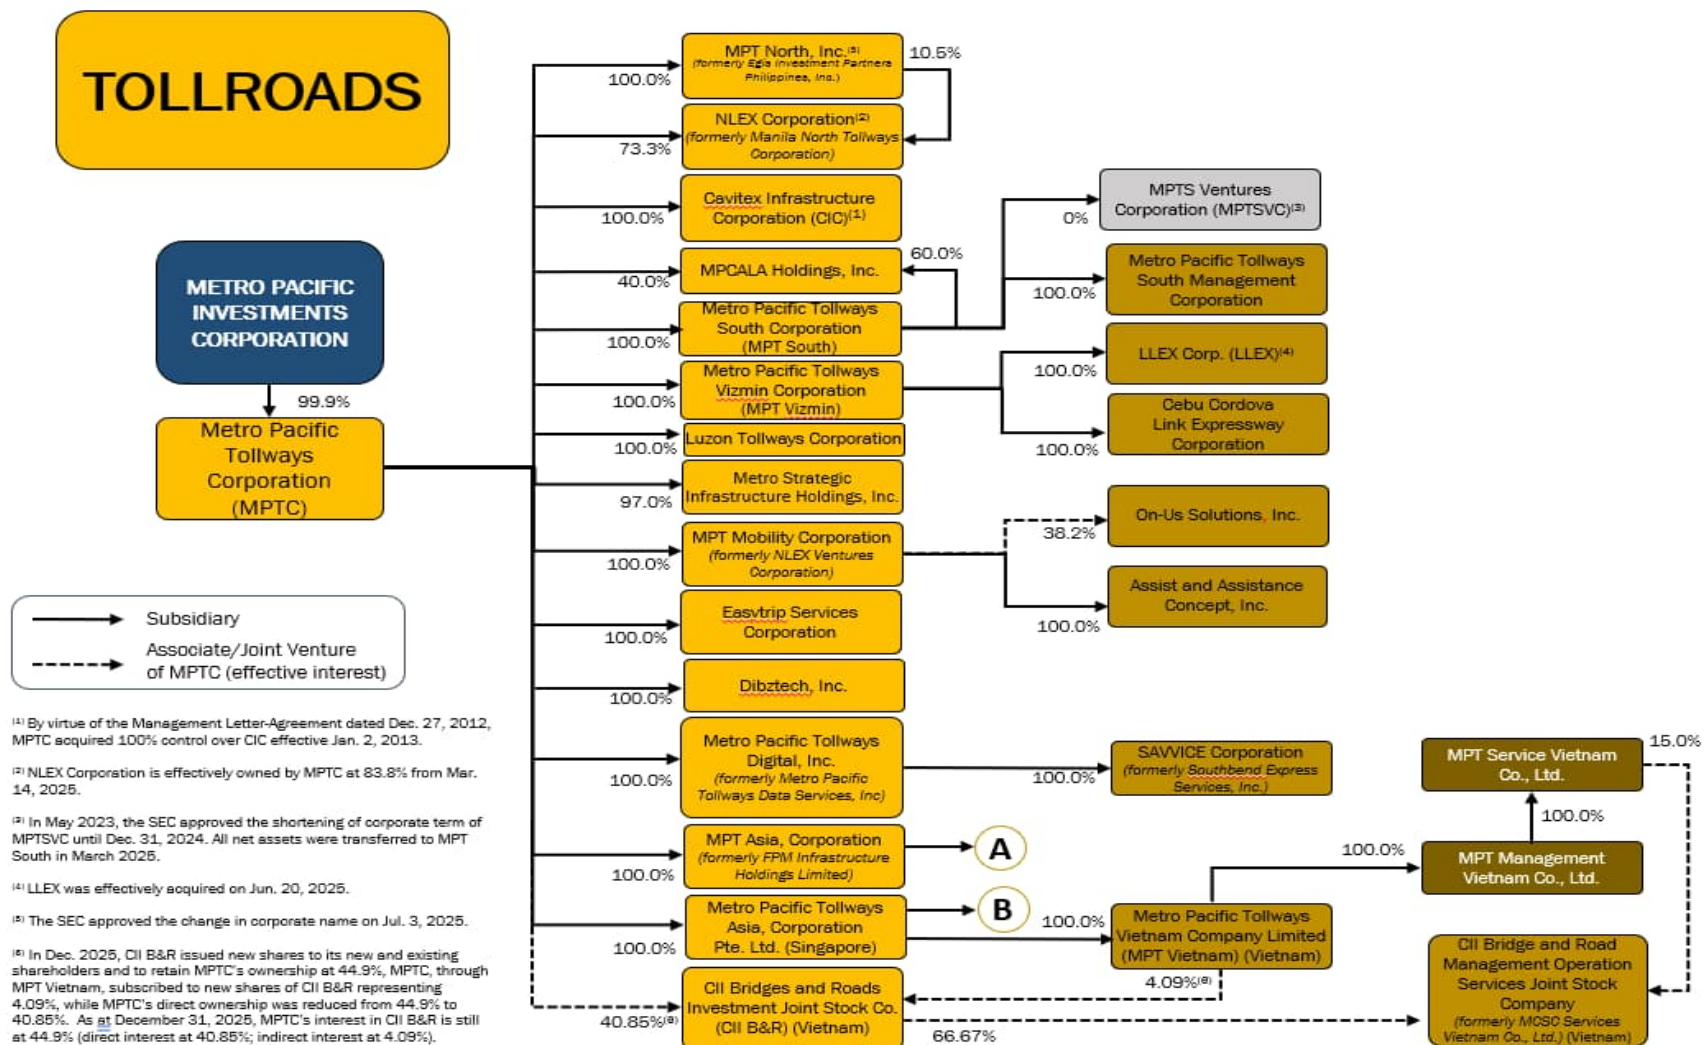 TOLLROADS
METRO PACIFIC
INVESTMENTS
CORPORATION
99.9%
Metro Pacific
Tollways
Corporation
(MPTC)
Subsidiary
Associate/Joint Venture
of MPTC (effective interest)
(1) By virtue of the Management Letter-Agreement dated Dec. 27, 2012,
MPTC acquired 100% control over CIC effective Jan. 2, 2013.
(2) NLEX Corporation is effectively owned by MPTC at 83.8% from Mar.
14, 2025.
(3) In May 2023, the SEC approved the shortening of corporate term of
MPTSVC until Dec. 31, 2024. All net assets were transferred to MPT
South in March 2025.
(4) LLEX was effectively acquired on Jun. 20, 2025.
(5) The SEC approved the change in corporate name on Jul. 3, 2025.
(6) In Dec. 2025, CII B&R issued new shares to its new and existing
shareholders and to retain MPTC's ownership at 44.9%, MPTC, through
MPT Vietnam, subscribed to new shares of CII B&R representing
4.09%, while MPTC's direct ownership was reduced from 44.9% to
40.85%. As at December 31, 2025, MPTC's interest in CII B&R is still
at 44.9% (direct interest at 40.85%; indirect interest at 4.09%).
100.0%
MPT North, Inc.(5)
(formerly Egis Investment Partners
Philippines, Inc.)
10.5%
73.3%
NLEX Corporation(2)
(formerly Manila North Tollways
Corporation)
100.0%
Cavitex Infrastructure
Corporation (CIC)(1)
40.0%
MPCALA Holdings, Inc.
60.0%
100.0%
Metro Pacific Tollways
South Corporation
(MPT South)
0%
MPTS Ventures
Corporation (MPTSVC)(3)
100.0%
Metro Pacific Tollways
South Management
Corporation
100.0%
Metro Pacific Tollways
Vizmin Corporation
(MPT Vizmin)
100.0%
LLEX Corp. (LLEX)(4)
100.0%
Cebu Cordova
Link Expressway
Corporation
100.0%
Luzon Tollways Corporation
97.0%
Metro Strategic
Infrastructure Holdings, Inc.
100.0%
MPT Mobility Corporation
(formerly NLEX Ventures
Corporation)
38.2%
On-Us Solutions, Inc.
100.0%
Assist and Assistance
Concept, Inc.
100.0%
Easytrip Services
Corporation
100.0%
Dibztech, Inc.
100.0%
Metro Pacific Tollways
Digital, Inc.
(formerly Metro Pacific
Tollways Data Services, Inc)
100.0%
SAVVICE Corporation
(formerly Southbend Express
Services, Inc.)
100.0%
MPT Asia, Corporation
(formerly FPM Infrastructure
Holdings Limited)
A
100.0%
Metro Pacific Tollways
Asia, Corporation
Pte. Ltd. (Singapore)
B
100.0%
Metro Pacific Tollways
Vietnam Company Limited
(MPT Vietnam) (Vietnam)
100.0%
MPT Management
Vietnam Co., Ltd.
100.0%
MPT Service Vietnam
Co., Ltd.
15.0%
4.09%(6)
40.85%(6)
CII Bridges and Roads
Investment Joint Stock Co.
(CII B&R) (Vietnam)
66.67%
CII Bridge and Road
Management Operation
Services Joint Stock
Company
(formerly MCSC Services
Vietnam Co., Ltd.) (Vietnam)